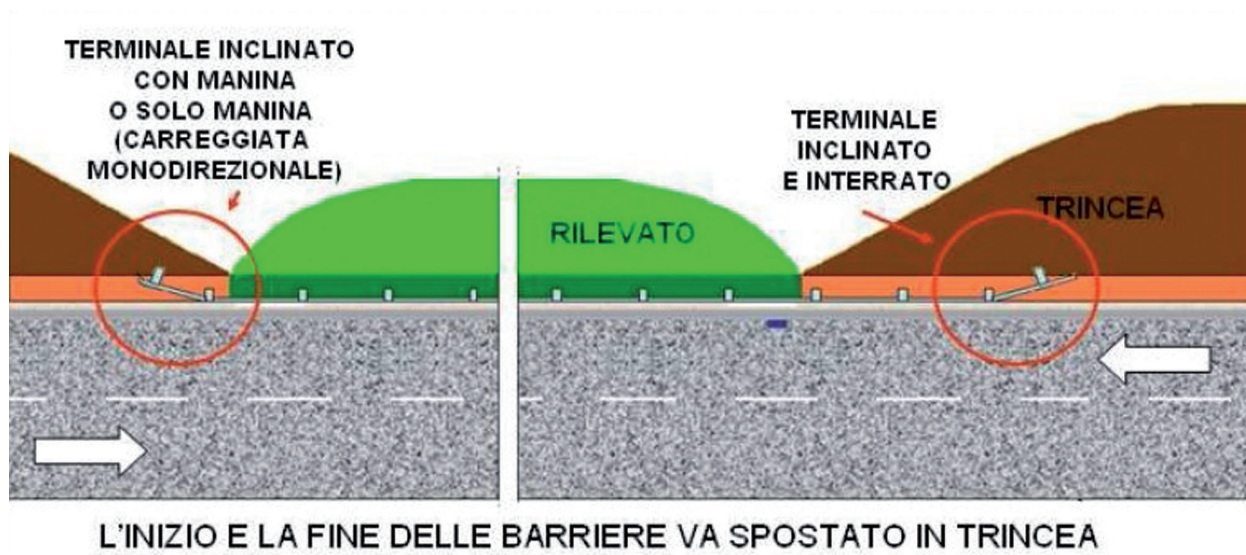 TERMINALE INCLINATO
CON MANINA
O SOLO MANINA
(CARREGGIATA
MONODIREZIONALE)
TERMINALE
INCLINATO
E INTERRATO
TRINCEA
RILEVATO
L'INIZIO E LA FINE DELLE BARRIERE VA SPOSTATO IN TRINCEA